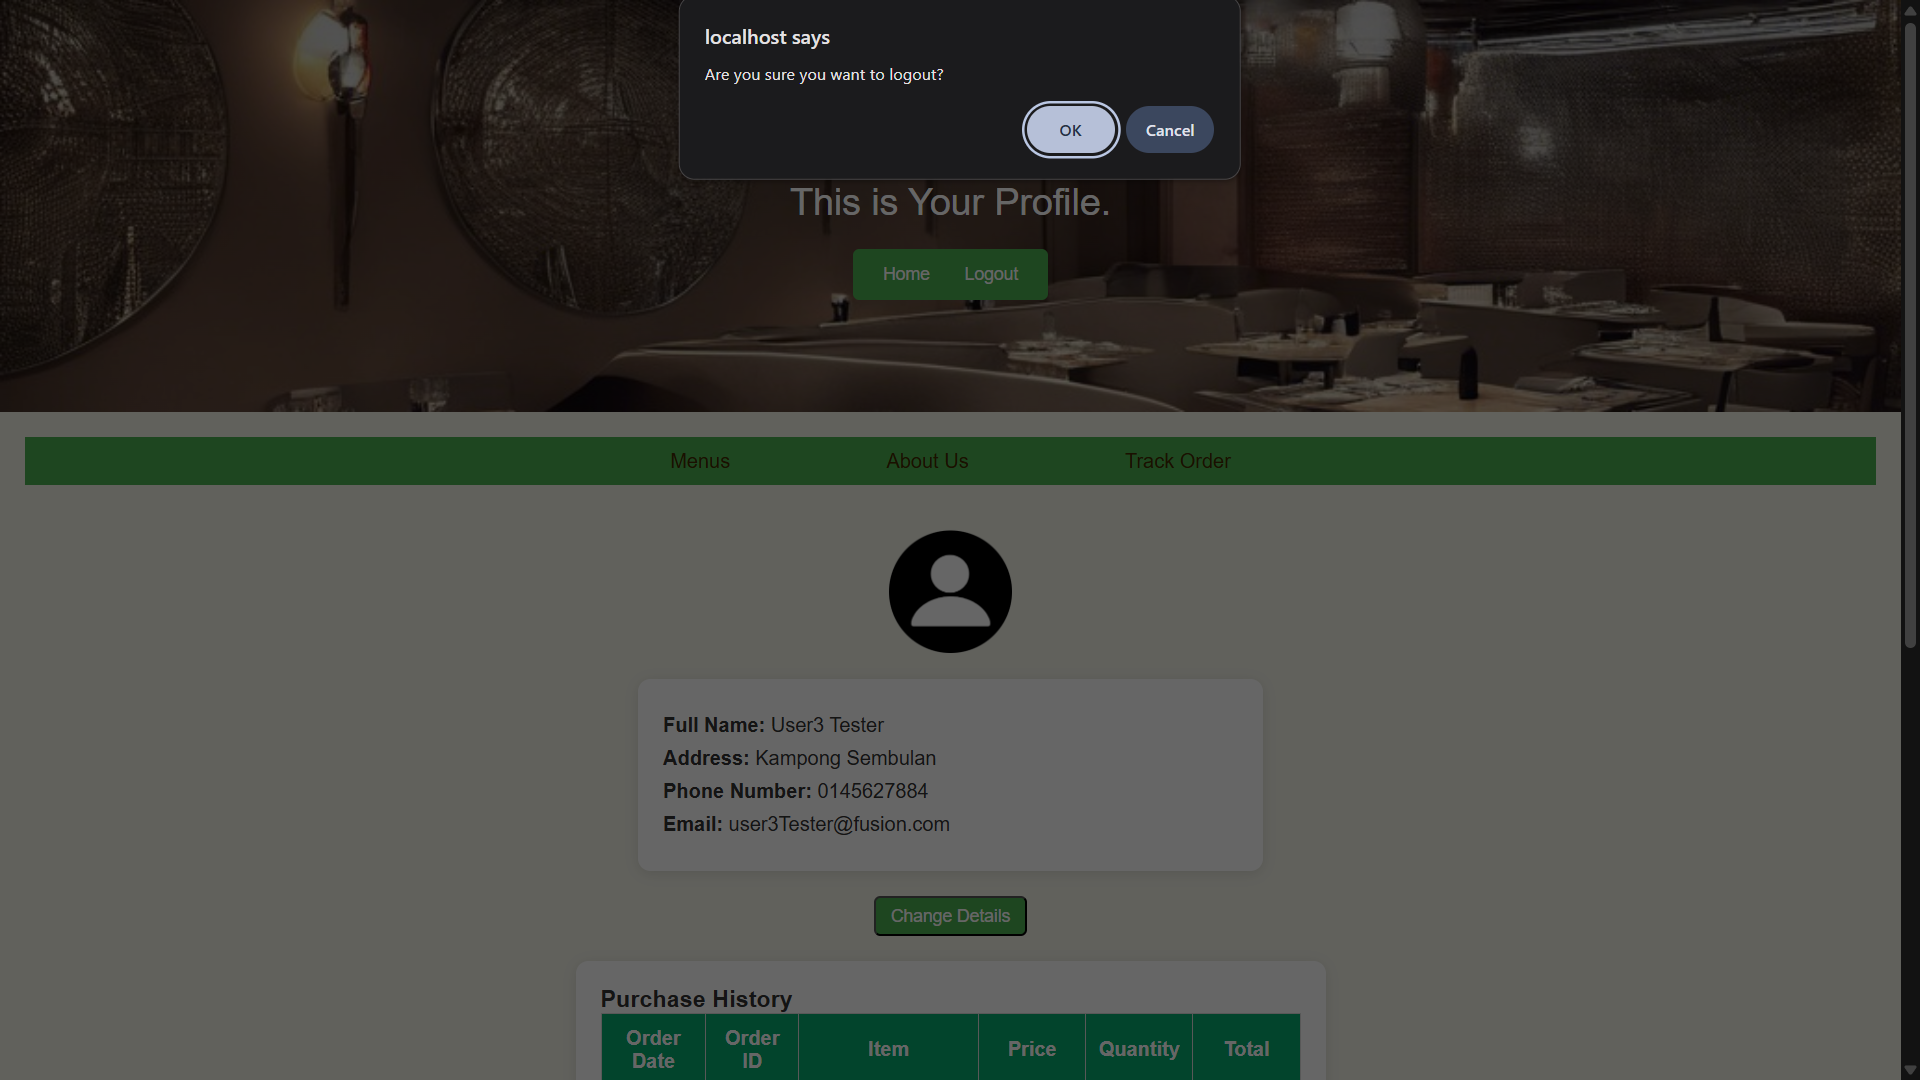 localhost says
Are you sure you want to logout?
OK Cancel
This is Your Profile.
Home Logout
Menus About Us Track Order
Full Name: User3 Tester
Address: Kampong Sembulan
Phone Number: 0145627884
Email: user3Tester@fusion.com
Change Details
Purchase History
Order Date Order ID Item Price Quantity Total